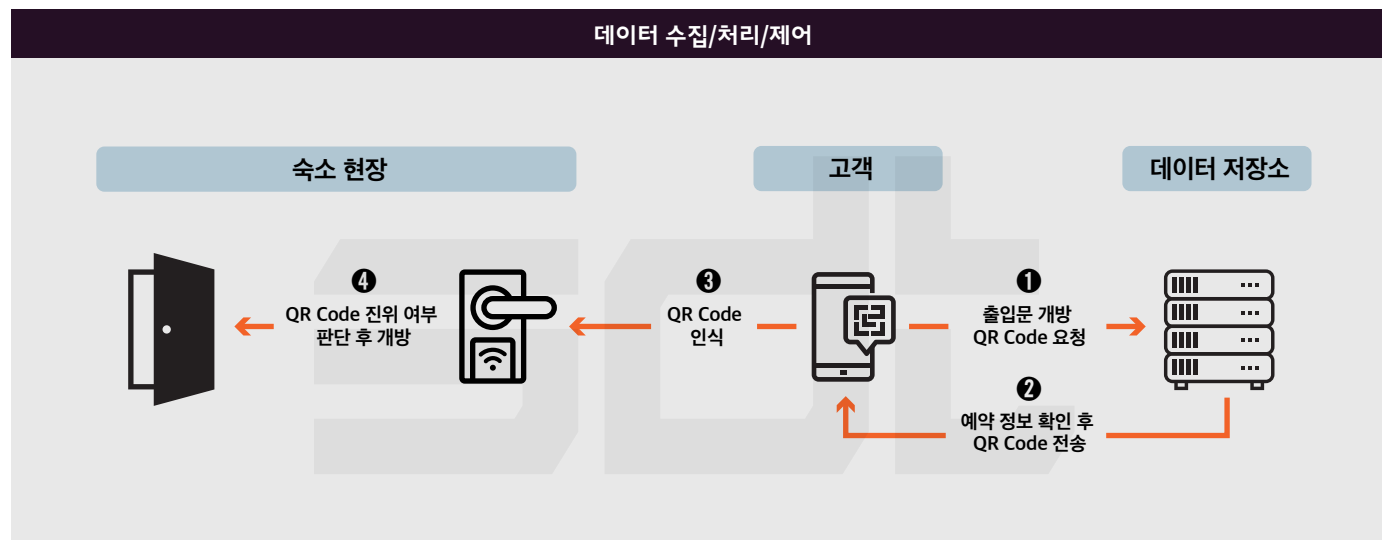 데이터 수집/처리/제어
숙소 현장
고객
데이터 저장소
❹
QR Code 진위 여부
판단 후 개방
❸
QR Code
인식
❶
출입문 개방
QR Code 요청
❷
예약 정보 확인 후
QR Code 전송
sdt